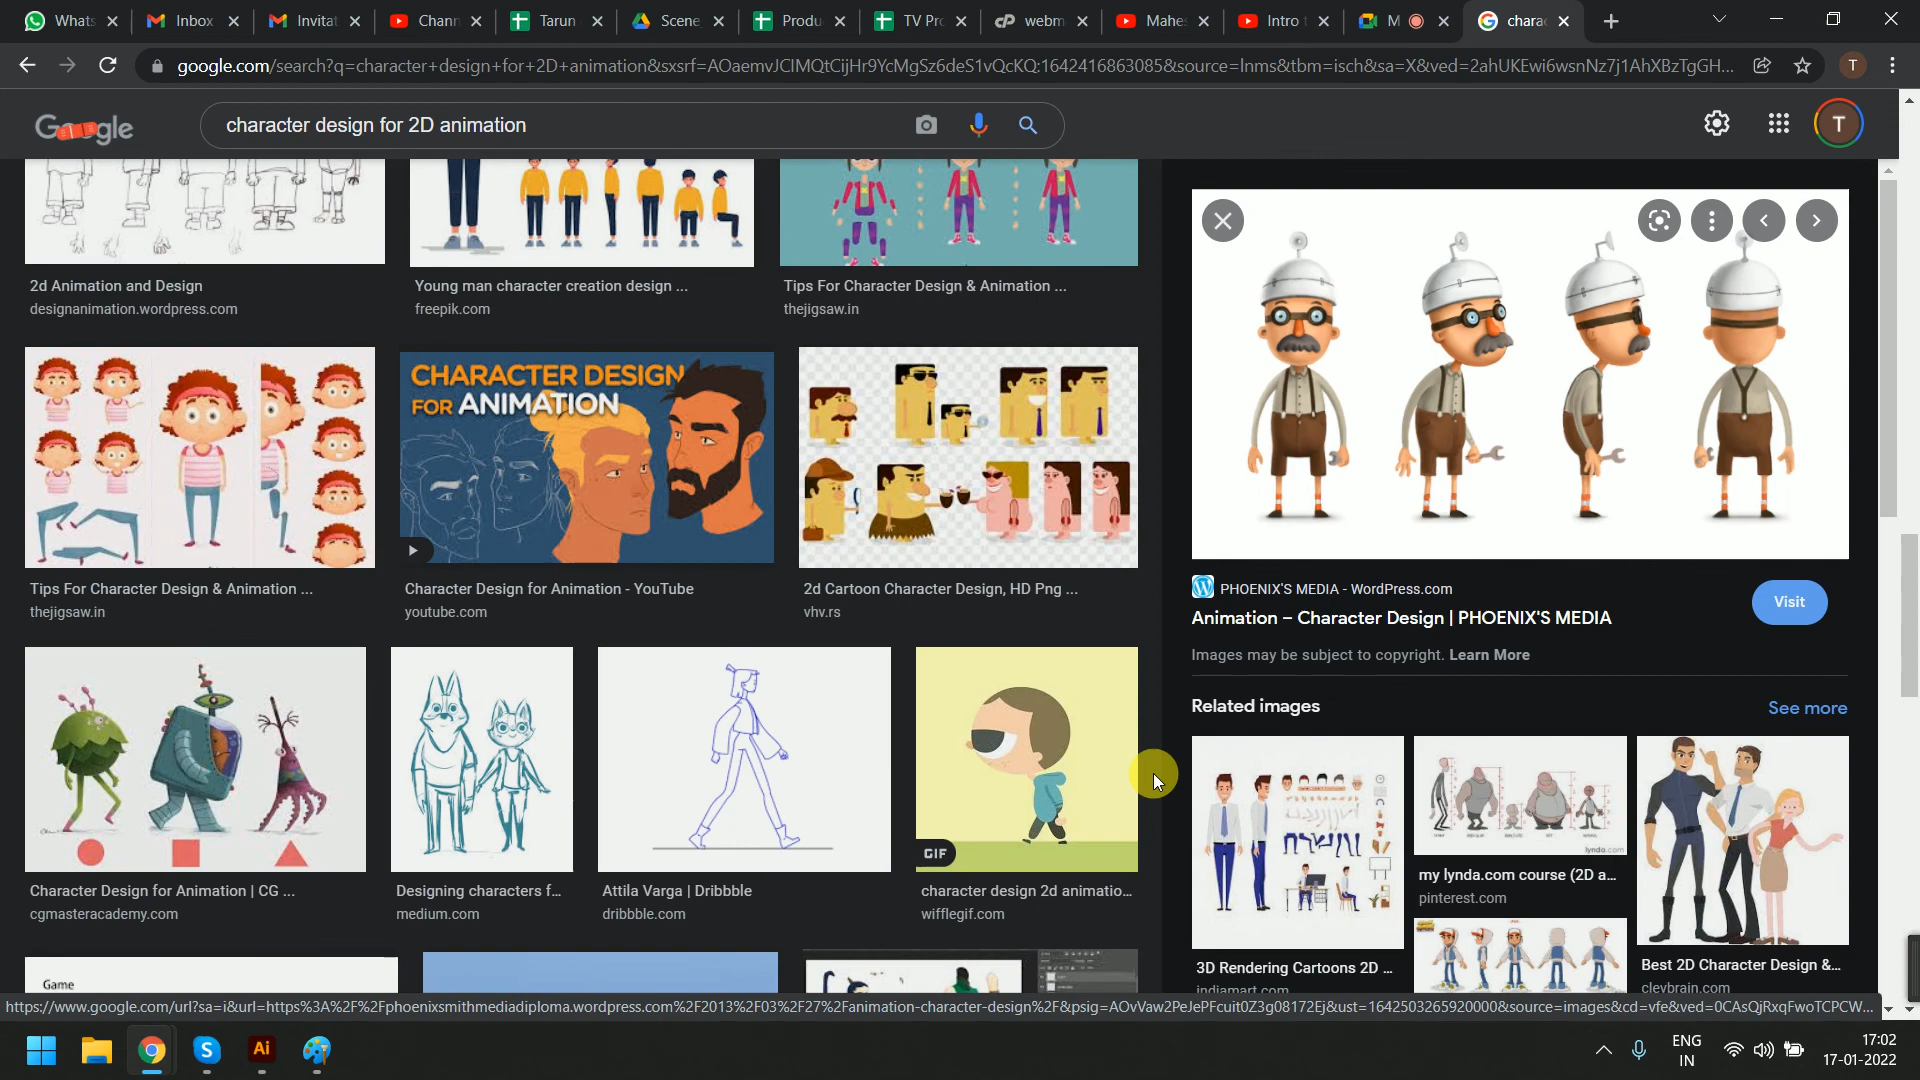 Whats
Inbox
Invitat
Chann
Tarun
Scene
Produ
TV Pro
webm
Mahe
Intro t
M
charac
google.com/search?q=character+design+for+2D+animation&sxsrf=AOaemvJCIMQtCijHr9YcMgSz6deS1vQcKQ:1642416863085&source=lnms&tbm=isch&sa=X&ved=2ahUKEwi6wsnNz7j1AhXBzTgGH...
T
Google
character design for 2D animation
T
2d Animation and Design
designanimation.wordpress.com
Young man character creation design ...
freepik.com
Tips For Character Design & Animation ...
thejigsaw.in
CHARACTER DESIGN
FOR ANIMATION
Tips For Character Design & Animation ...
thejigsaw.in
Character Design for Animation - YouTube
youtube.com
2d Cartoon Character Design, HD Png ...
vhv.rs
GIF
Character Design for Animation | CG ...
cgmasteracademy.com
Designing characters f...
medium.com
Attila Varga | Dribbble
dribbble.com
character design 2d animatio...
wifflegif.com
Game
PHOENIX'S MEDIA - WordPress.com
Animation – Character Design | PHOENIX'S MEDIA
Visit
Images may be subject to copyright. Learn More
Related images
See more
lynda.com
my lynda.com course (2D a...
pinterest.com
3D Rendering Cartoons 2D ...
indiamart.com
Best 2D Character Design &...
clevbrain.com
https://www.google.com/url?sa=i&url=https%3A%2F%2Fphoenixsmithmediadiploma.wordpress.com%2F2013%2F03%2F27%2Fanimation-character-design%2F&psig=AOvVaw2PeJePFcuit0Z3g08172Ej&ust=1642503265920000&source=images&cd=vfe&ved=0CAsQjRxqFwoTCPCW...
S
Ai
ENG
IN
17:02
17-01-2022